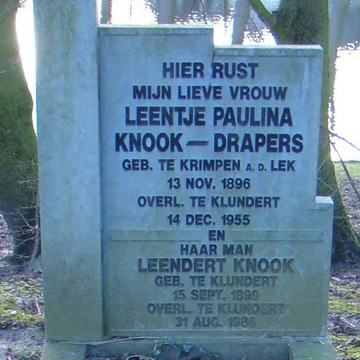 HIER RUST
MIJN LIEVE VROUW
LEENTJE PAULINA
KNOOK — DRAPERS
GEB. TE KRIMPEN A. D. LEK
13 NOV. 1896
OVERL. TE KLUNDERT
14 DEC. 1955
EN
HAAR MAN
LEENDERT KNOOK
GEB. TE KLUNDERT
15 SEPT. 1899
OVERL. TE KLUNDERT
31 AUG. 1986